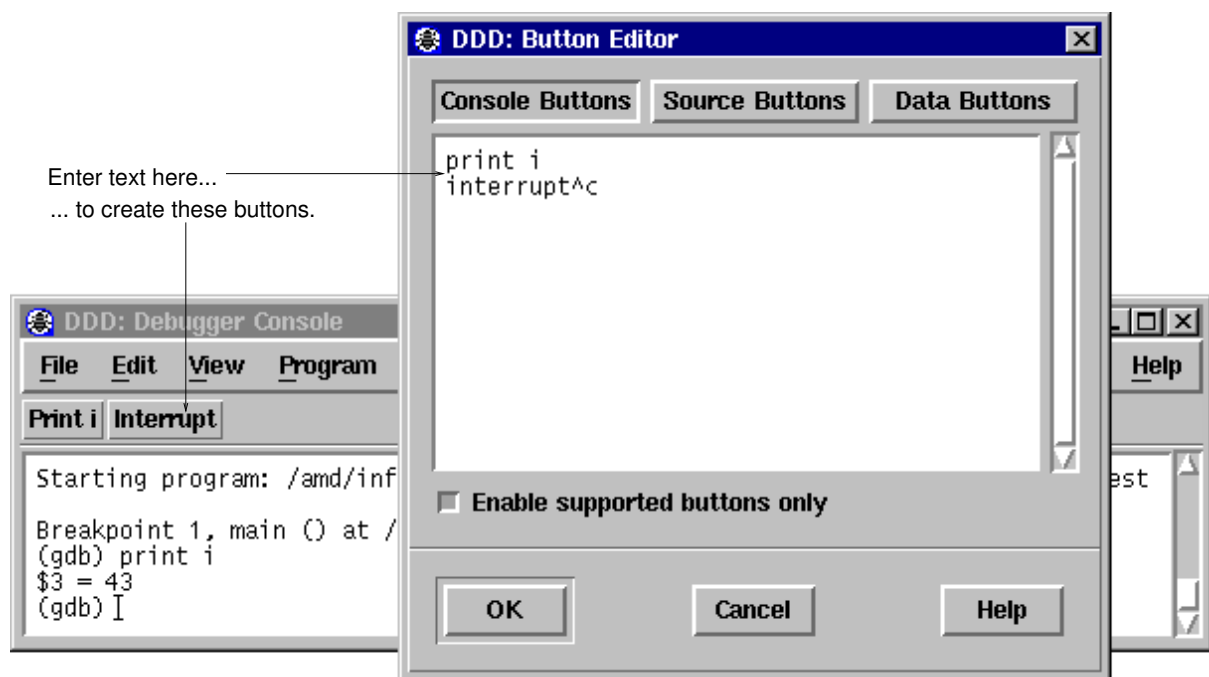 DDD: Button Editor
Console Buttons Source Buttons Data Buttons
print i
interrupt^c
Enter text here...
... to create these buttons.
Enable supported buttons only
OK Cancel Help
DDD: Debugger Console
File Edit View Program Help
Print i Interrupt
Starting program: /amd/inf est
Breakpoint 1, main () at /
(gdb) print i
$3 = 43
(gdb)